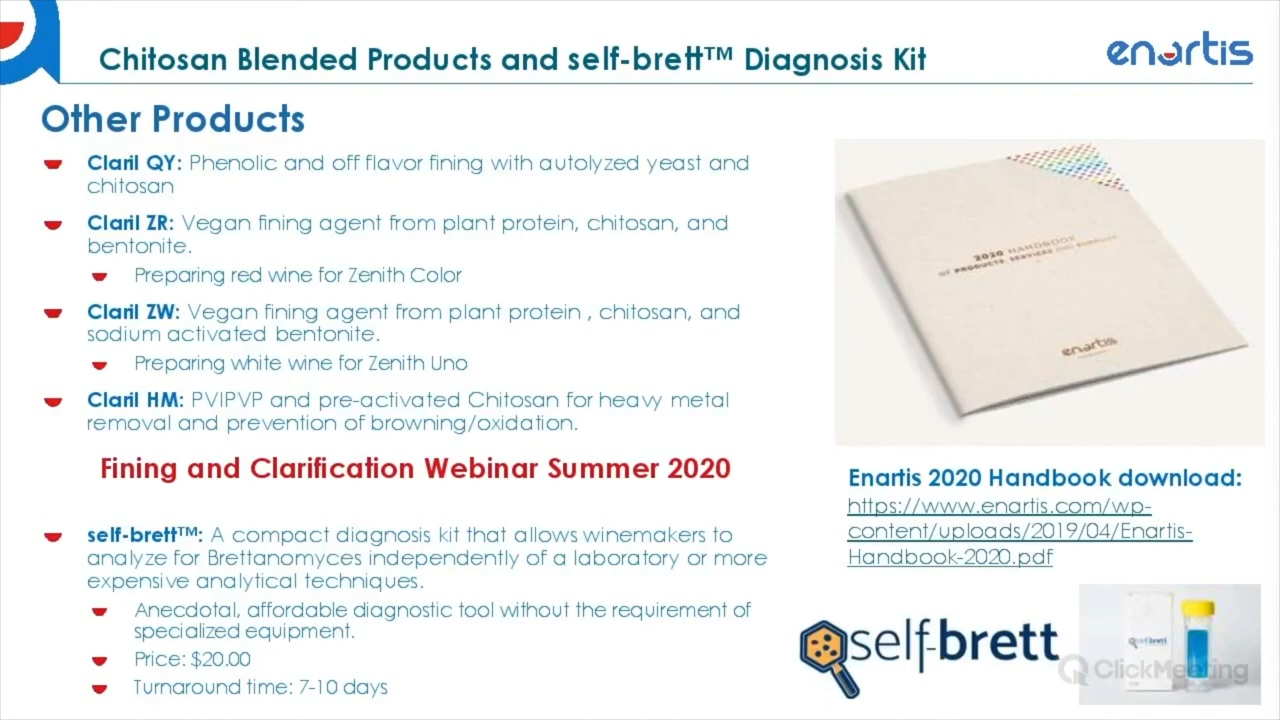 Chitosan Blended Products and self-brett™ Diagnosis Kit
enartis
Other Products
Claril QY: Phenolic and off flavor fining with autolyzed yeast and
chitosan
Claril ZR: Vegan fining agent from plant protein, chitosan, and
bentonite.
Preparing red wine for Zenith Color
Claril ZW: Vegan fining agent from plant protein , chitosan, and
sodium activated bentonite.
Preparing white wine for Zenith Uno
Claril HM: PVIPVP and pre-activated Chitosan for heavy metal
removal and prevention of browning/oxidation.
Fining and Clarification Webinar Summer 2020
self-brett™: A compact diagnosis kit that allows winemakers to
analyze for Brettanomyces independently of a laboratory or more
expensive analytical techniques.
Anecdotal, affordable diagnostic tool without the requirement of
specialized equipment.
Price: $20.00
Turnaround time: 7-10 days
2020 HANDBOOK
OF PRODUCTS, SERVICES AND SUPPLIES
enartis
Enartis 2020 Handbook download:
https://www.enartis.com/wp-
content/uploads/2019/04/Enartis-
Handbook-2020.pdf
self-brett
self-brett
ClickMeeting